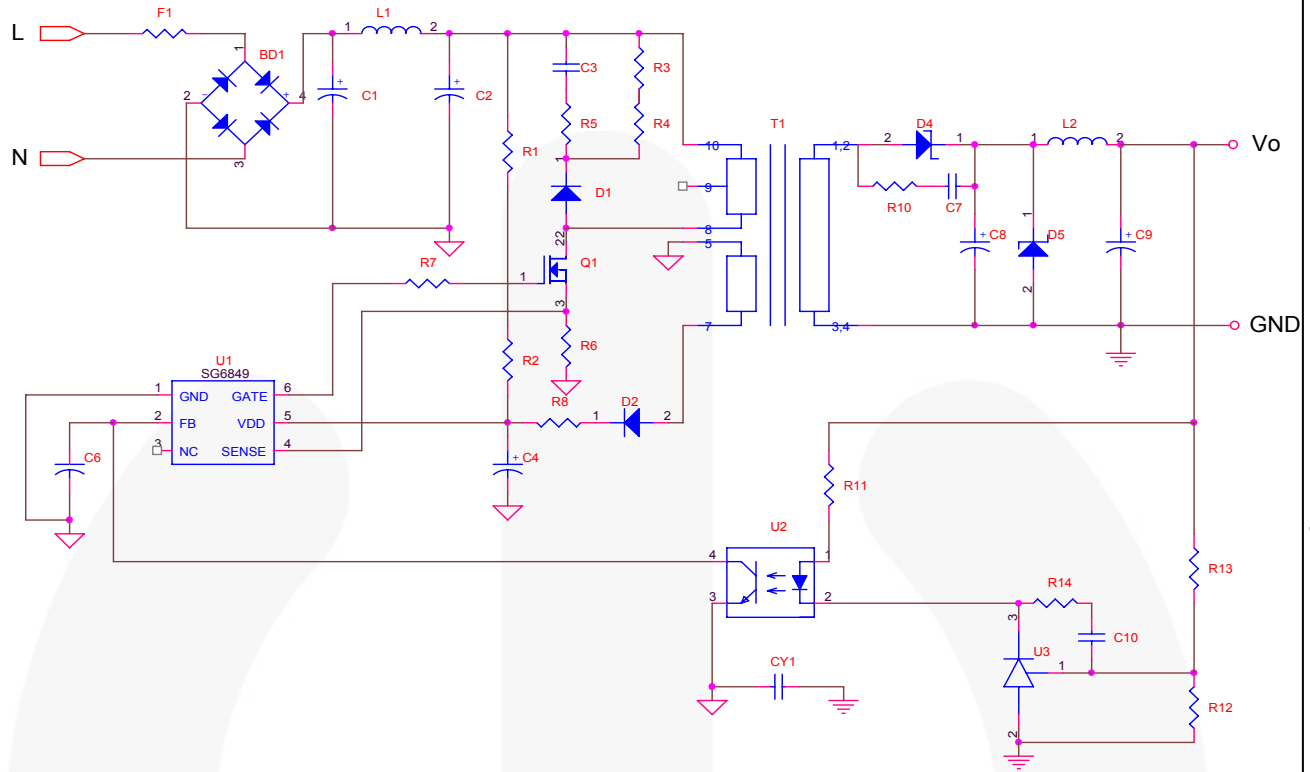 L
F1
1
BD1
2
4
3
N
1
L1
2
C1
C2
C3
R3
R5
R4
R1
1
D1
22
R7
1
Q1
3
R6
R2
T1
10
9
8
5
7
1,2
3,4
2
D4
1
R10
C7
C8
1
D5
2
1
L2
2
C9
Vo
GND
U1
SG6849
1
GND
GATE
6
2
FB
VDD
5
3
NC
SENSE
4
C6
R8
1
D2
2
C4
R11
U2
4
1
3
2
R14
R13
C10
3
U3
1
R12
2
CY1
+
+
+
+
+
+
−